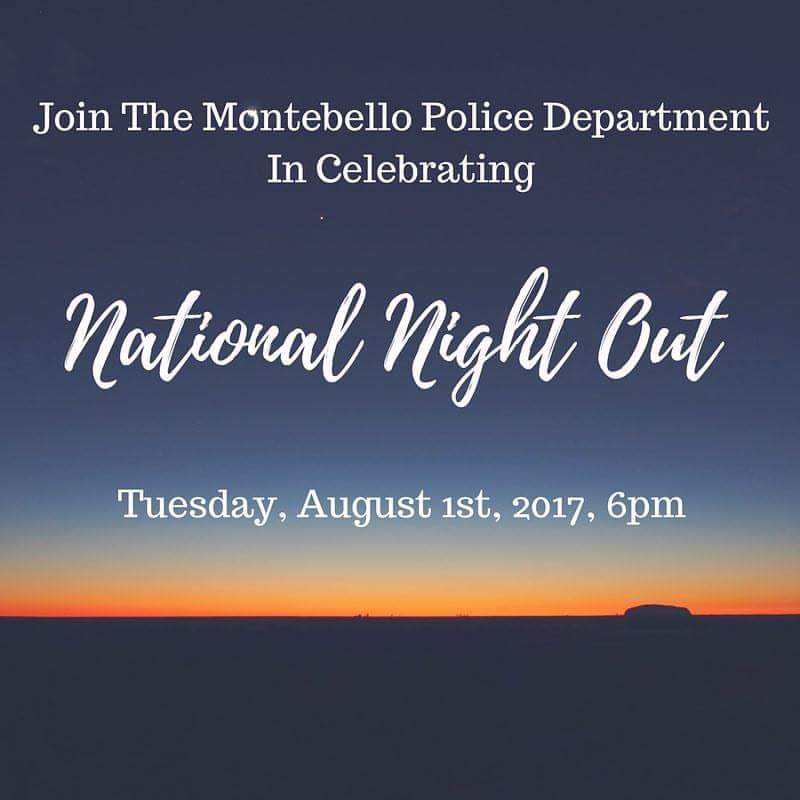 Join The Montebello Police Department
In Celebrating
National Night Out
Tuesday, August 1st, 2017, 6pm